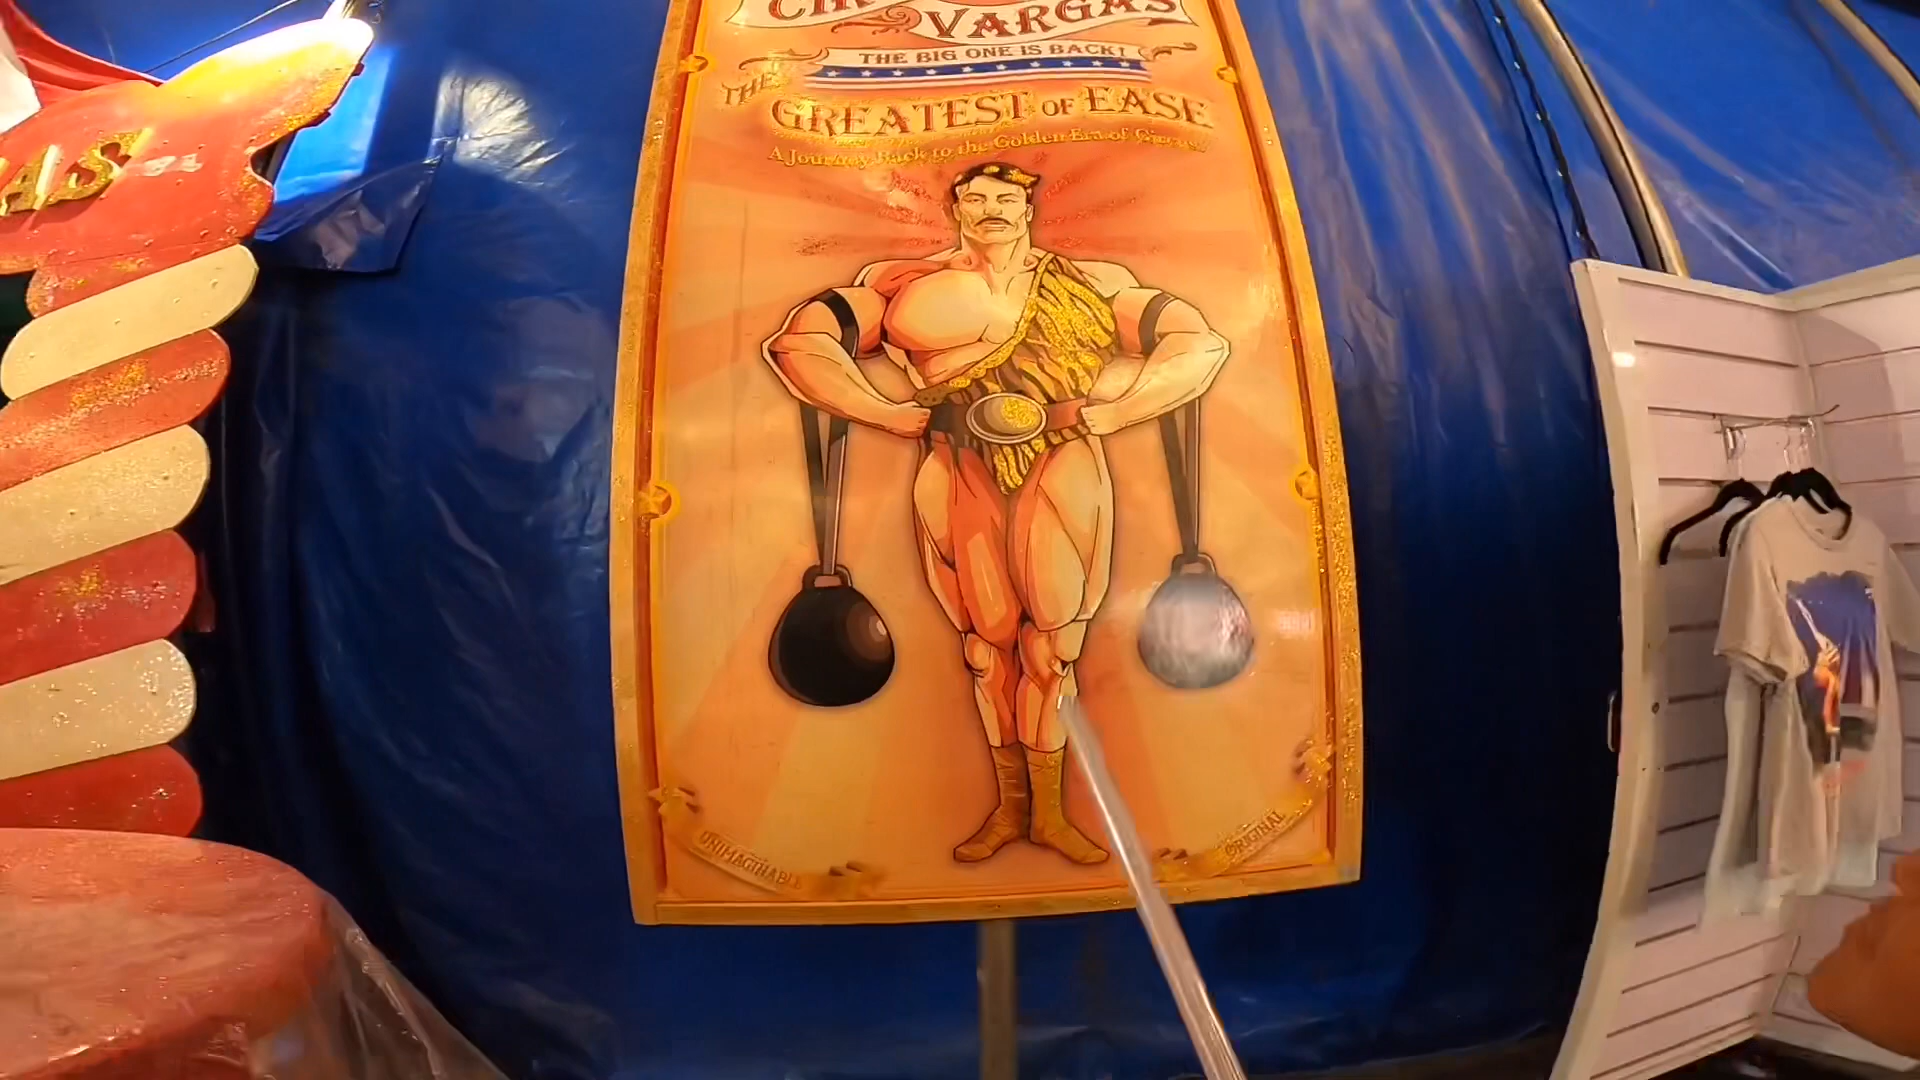 VARGAS
THE BIG ONE IS BACK!
THE
GREATEST OF EASE
A Journey Back to the Golden Era of Circus
UNIMAGINABLE
ORIGINAL